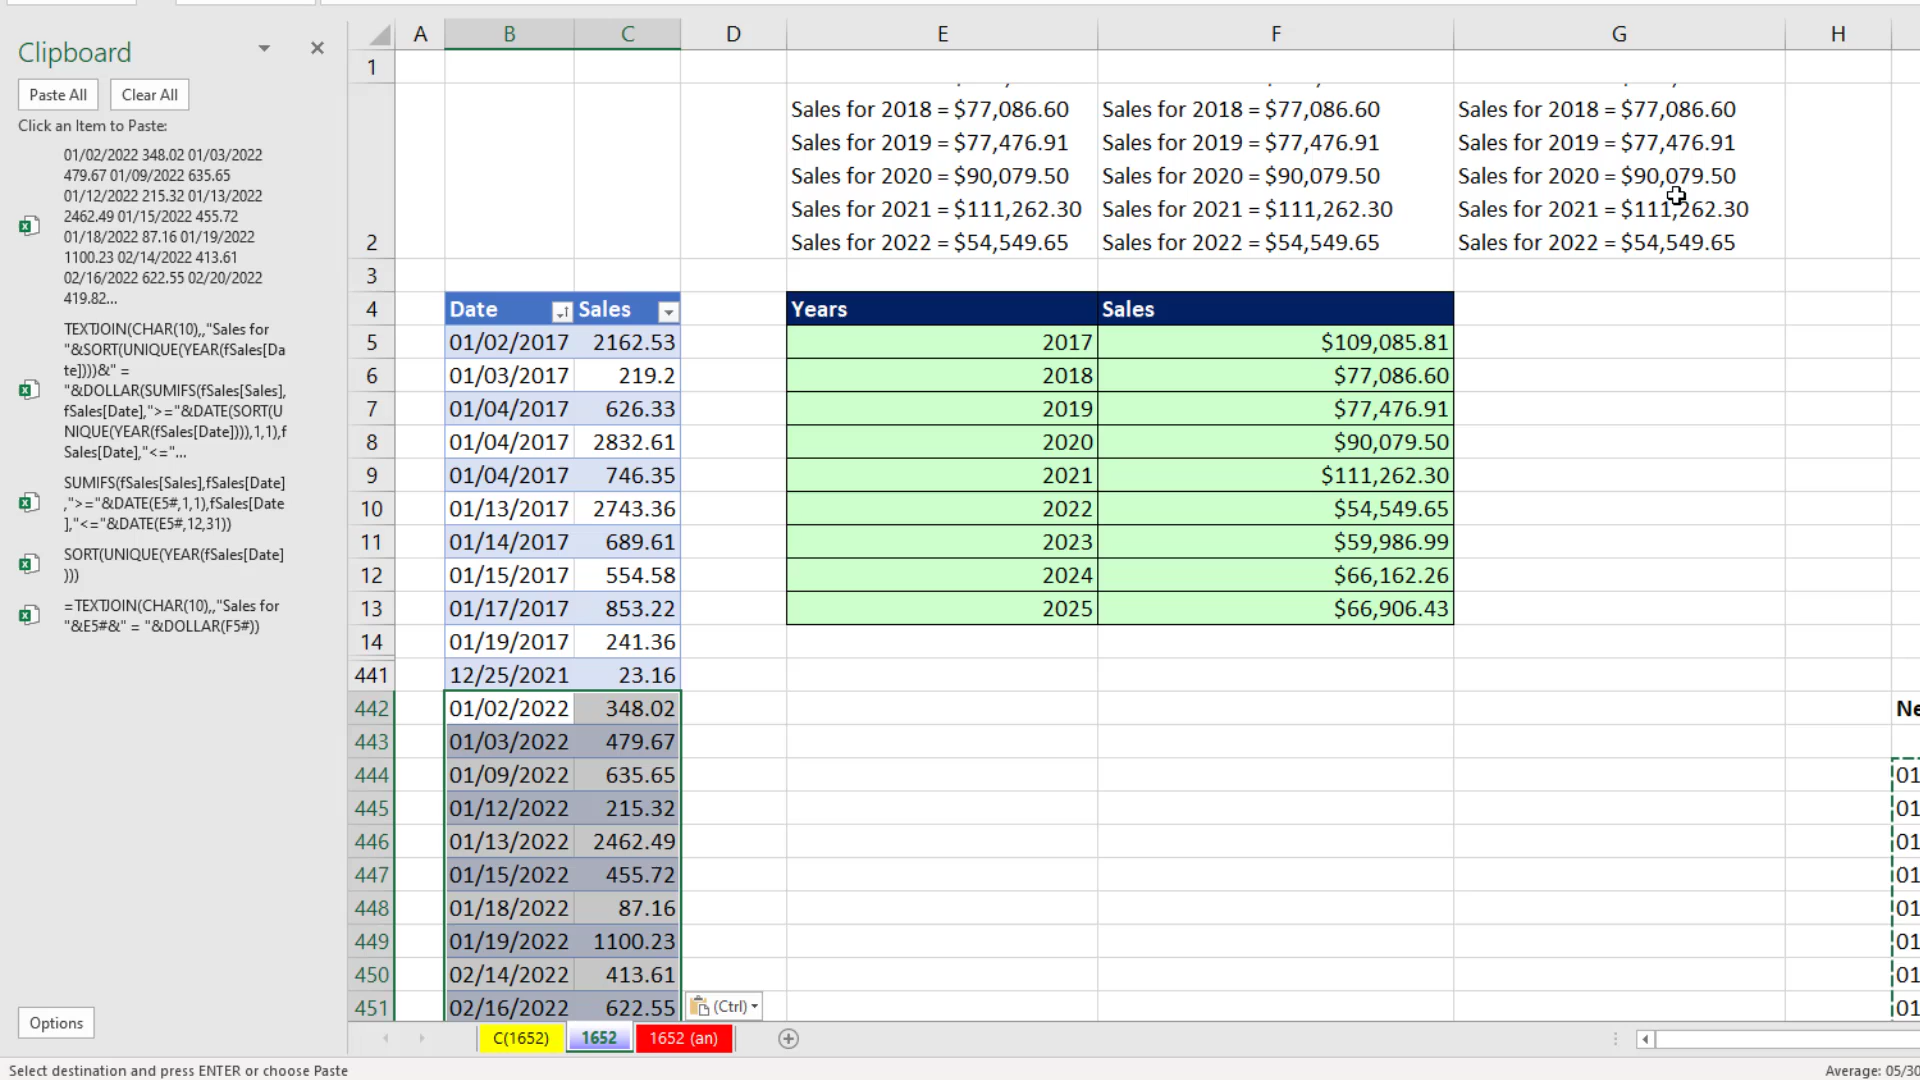 A B C D E F G H
Clipboard
Paste All Clear All
Click an Item to Paste:
01/02/2022 348.02 01/03/2022
479.67 01/09/2022 635.65
01/12/2022 215.32 01/13/2022
2462.49 01/15/2022 455.72
01/18/2022 87.16 01/19/2022
1100.23 02/14/2022 413.61
02/16/2022 622.55 02/20/2022
419.82...
TEXTJOIN(CHAR(10),,"Sales for
"&SORT(UNIQUE(YEAR(fSales[Da
te])))&" =
"&DOLLAR(SUMIFS(fSales[Sales],
fSales[Date],">="&DATE(SORT(U
NIQUE(YEAR(fSales[Date]))),1,1),f
Sales[Date],"<="...
SUMIFS(fSales[Sales],fSales[Date]
,">="&DATE(E5#,1,1),fSales[Date
],"<="&DATE(E5#,12,31))
SORT(UNIQUE(YEAR(fSales[Date]
)))
=TEXTJOIN(CHAR(10),,"Sales for
"&E5#&" = "&DOLLAR(F5#))
Options
1
Sales for 2018 = $77,086.60 Sales for 2018 = $77,086.60 Sales for 2018 = $77,086.60
Sales for 2019 = $77,476.91 Sales for 2019 = $77,476.91 Sales for 2019 = $77,476.91
Sales for 2020 = $90,079.50 Sales for 2020 = $90,079.50 Sales for 2020 = $90,079.50
Sales for 2021 = $111,262.30 Sales for 2021 = $111,262.30 Sales for 2021 = $111,262.30
2 Sales for 2022 = $54,549.65 Sales for 2022 = $54,549.65 Sales for 2022 = $54,549.65
3
4 Date Sales Years Sales
5 01/02/2017 2162.53 2017 $109,085.81
6 01/03/2017 219.2 2018 $77,086.60
7 01/04/2017 626.33 2019 $77,476.91
8 01/04/2017 2832.61 2020 $90,079.50
9 01/04/2017 746.35 2021 $111,262.30
10 01/13/2017 2743.36 2022 $54,549.65
11 01/14/2017 689.61 2023 $59,986.99
12 01/15/2017 554.58 2024 $66,162.26
13 01/17/2017 853.22 2025 $66,906.43
14 01/19/2017 241.36
441 12/25/2021 23.16
442 01/02/2022 348.02 Ne
443 01/03/2022 479.67
444 01/09/2022 635.65 01
445 01/12/2022 215.32 01
446 01/13/2022 2462.49 01
447 01/15/2022 455.72 01
448 01/18/2022 87.16 01
449 01/19/2022 1100.23 01
450 02/14/2022 413.61 01
451 02/16/2022 622.55 (Ctrl) 01
C(1652) 1652 1652 (an)
Select destination and press ENTER or choose Paste Average: 05/30